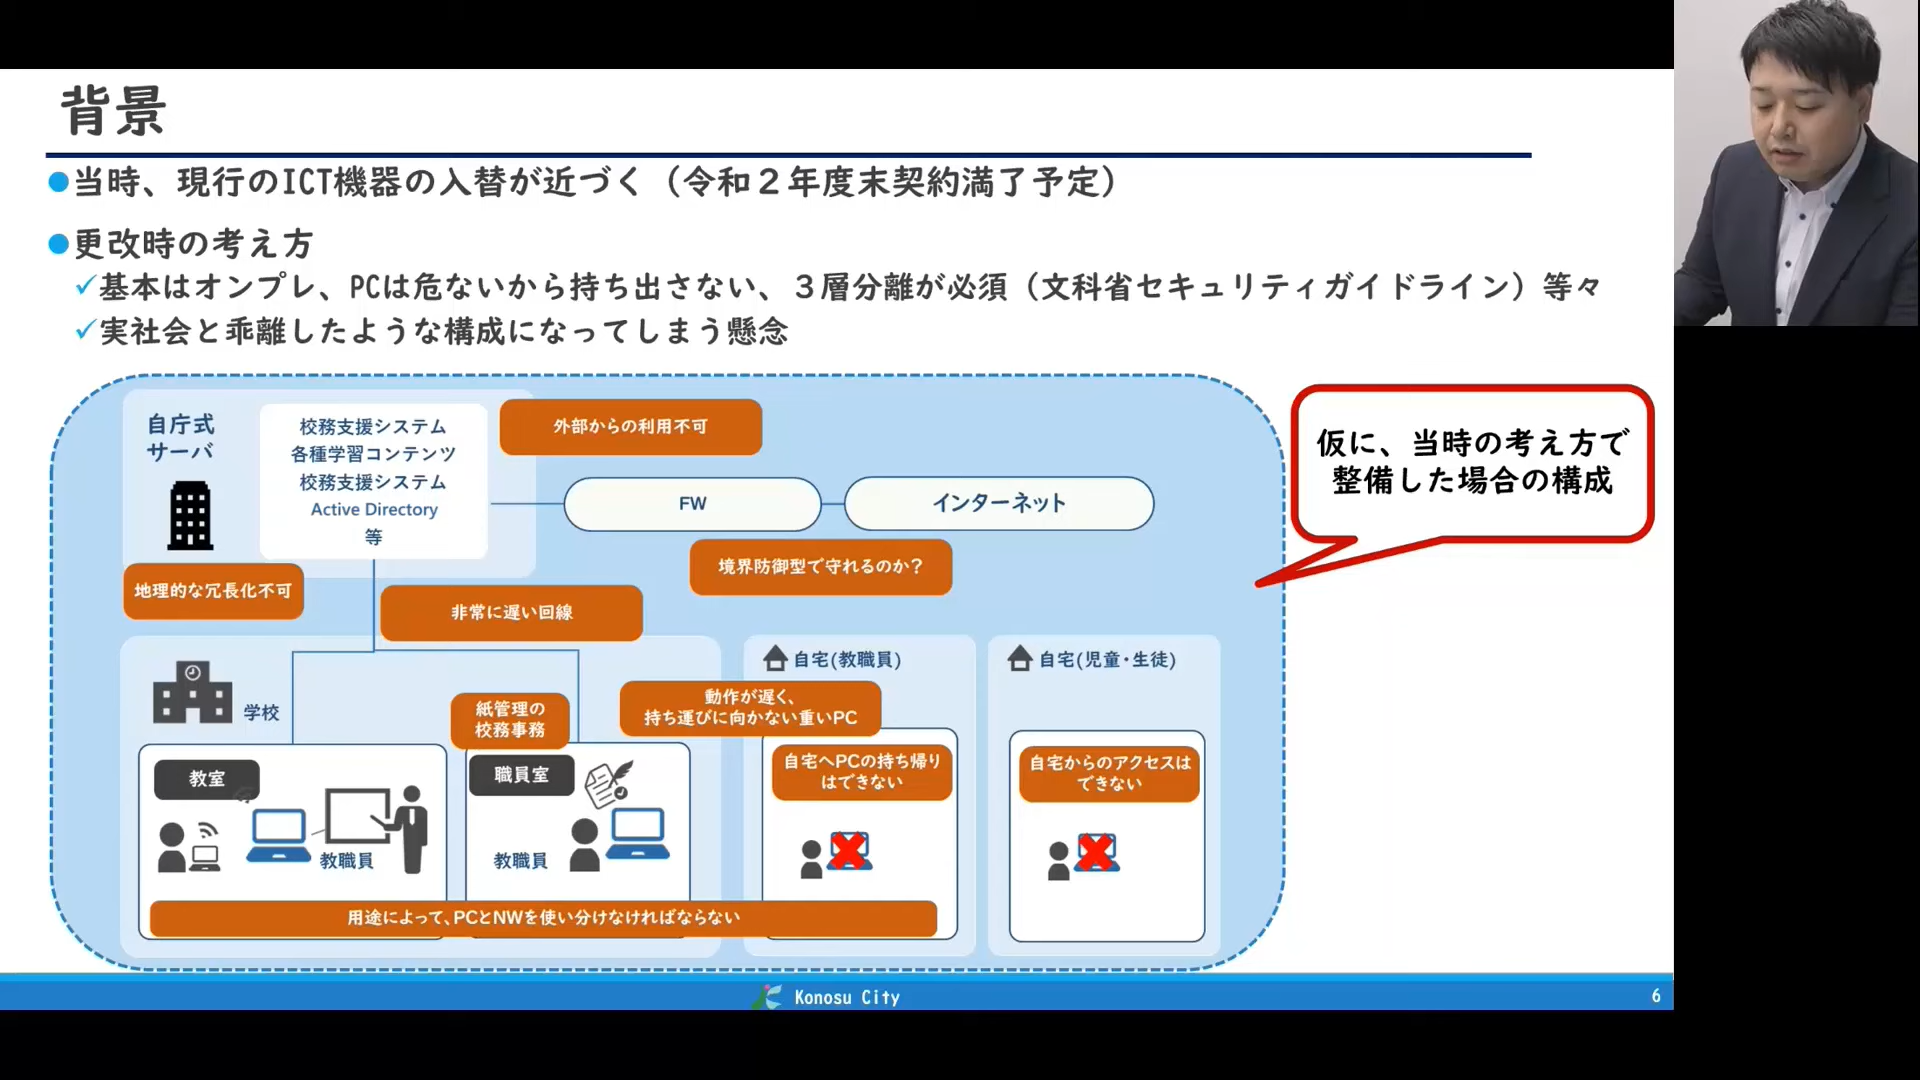 背景
●当時、現行のICT機器の入替が近づく（令和２年度末契約満了予定）
●更改時の考え方
✓基本はオンプレ、PCは危ないから持ち出さない、３層分離が必須（文科省セキュリティガイドライン）等々
✓実社会と乖離したような構成になってしまう懸念
仮に、当時の考え方で
整備した場合の構成
自庁式
サーバ
校務支援システム
各種学習コンテンツ
校務支援システム
Active Directory
等
外部からの利用不可
FW
インターネット
境界防御型で守れるのか？
地理的な冗長化不可
非常に遅い回線
学校
紙管理の
校務事務
動作が遅く、
持ち運びに向かない重いPC
自宅(教職員)
自宅(児童・生徒)
教室
職員室
自宅へPCの持ち帰り
はできない
自宅からのアクセスは
できない
教職員
教職員
用途によって、PCとNWを使い分けなければならない
Konosu City
6